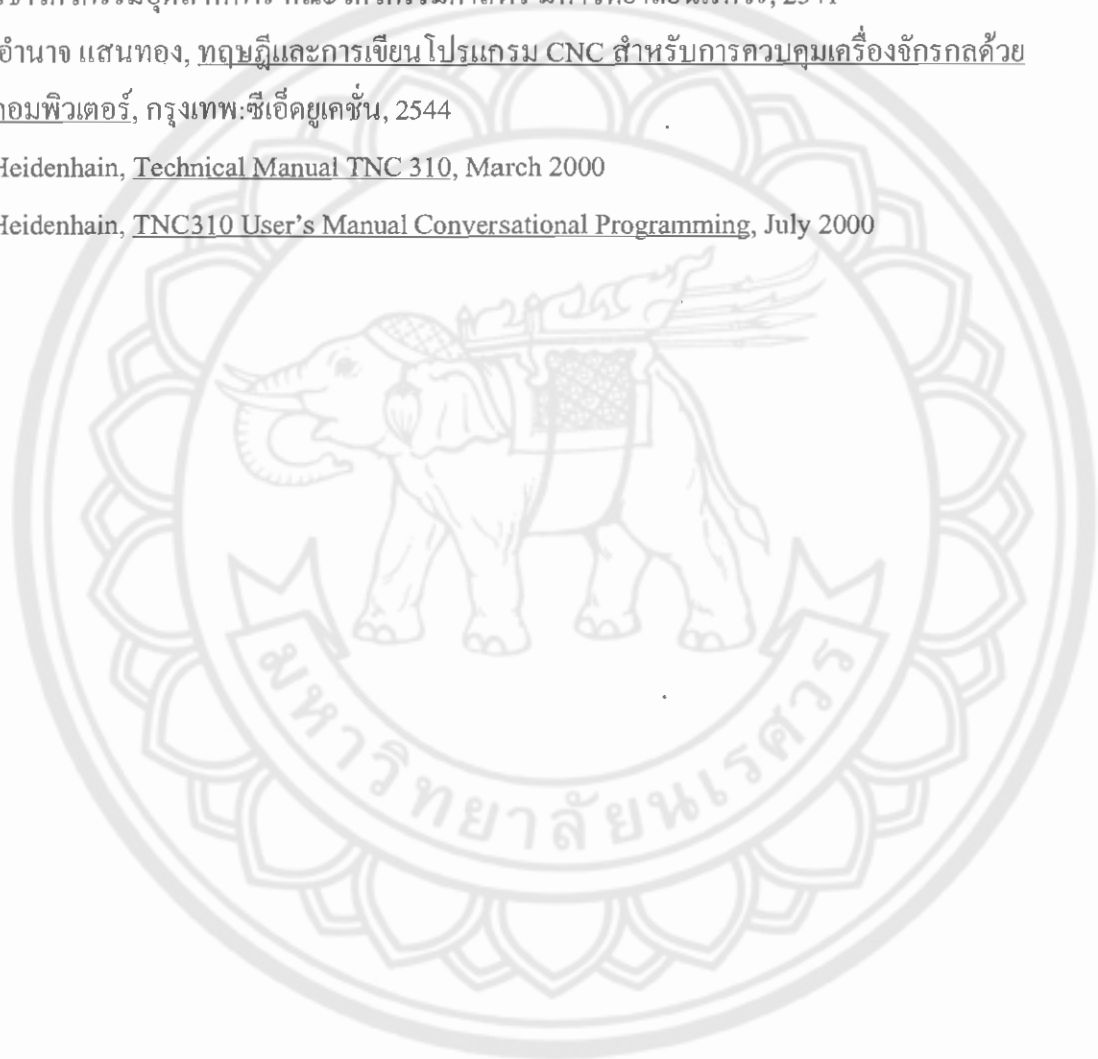 อำนาจ แสนทอง, ทฤษฎีและการเขียนโปรแกรม CNC สำหรับการควบคุมเครื่องจักรกลด้วย
คอมพิวเตอร์, กรุงเทพ:ซีเอ็คยูเคชั่น, 2544
Heidenhain, Technical Manual TNC 310, March 2000
Heidenhain, TNC310 User's Manual Conversational Programming, July 2000
มหาวิทยาลัยนเรศวร